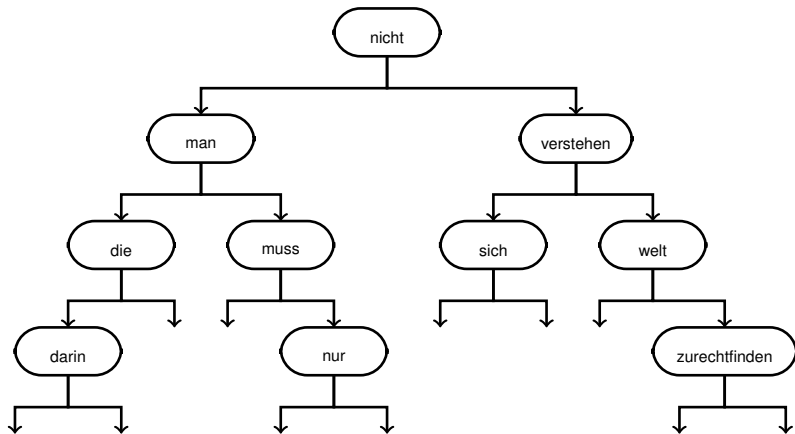 nicht
man verstehen
die muss sich welt
darin nur zurechtfinden